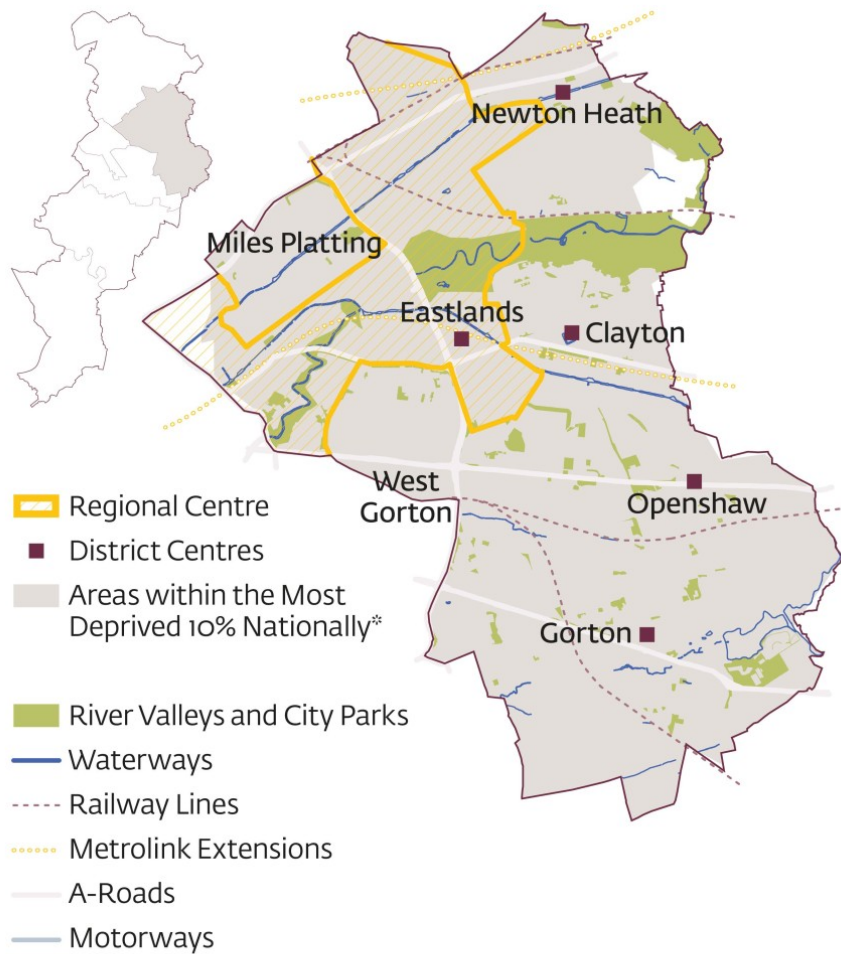 Newton Heath
Miles Platting
Eastlands
Clayton
West
Gorton
Openshaw
Gorton
Regional Centre
District Centres
Areas within the Most
Deprived 10% Nationally*
River Valleys and City Parks
Waterways
Railway Lines
Metrolink Extensions
A-Roads
Motorways